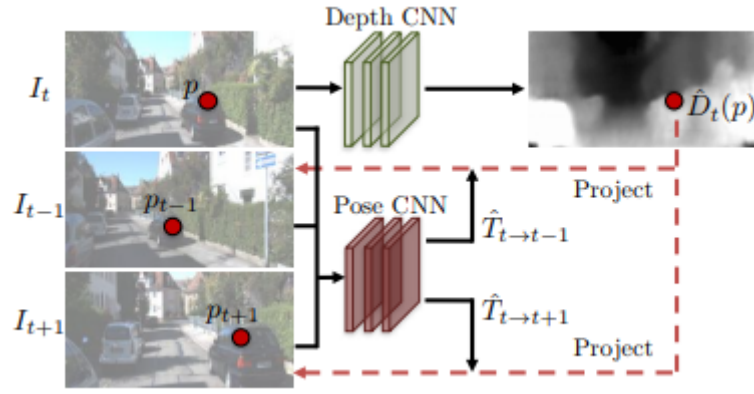 Depth CNN
I_t
p
D̂_t(p)
Project
I_{t−1}
p_{t−1}
Pose CNN
T̂_{t→t−1}
I_{t+1}
p_{t+1}
T̂_{t→t+1}
Project